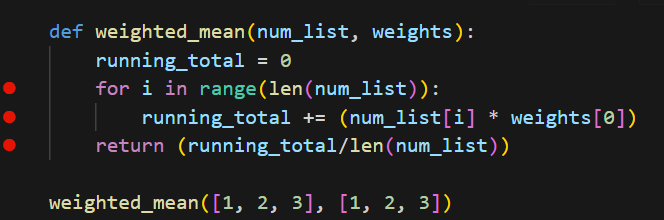 def weighted_mean(num_list, weights):
    running_total = 0
    for i in range(len(num_list)):
        running_total += (num_list[i] * weights[0])
    return (running_total/len(num_list))

weighted_mean([1, 2, 3], [1, 2, 3])